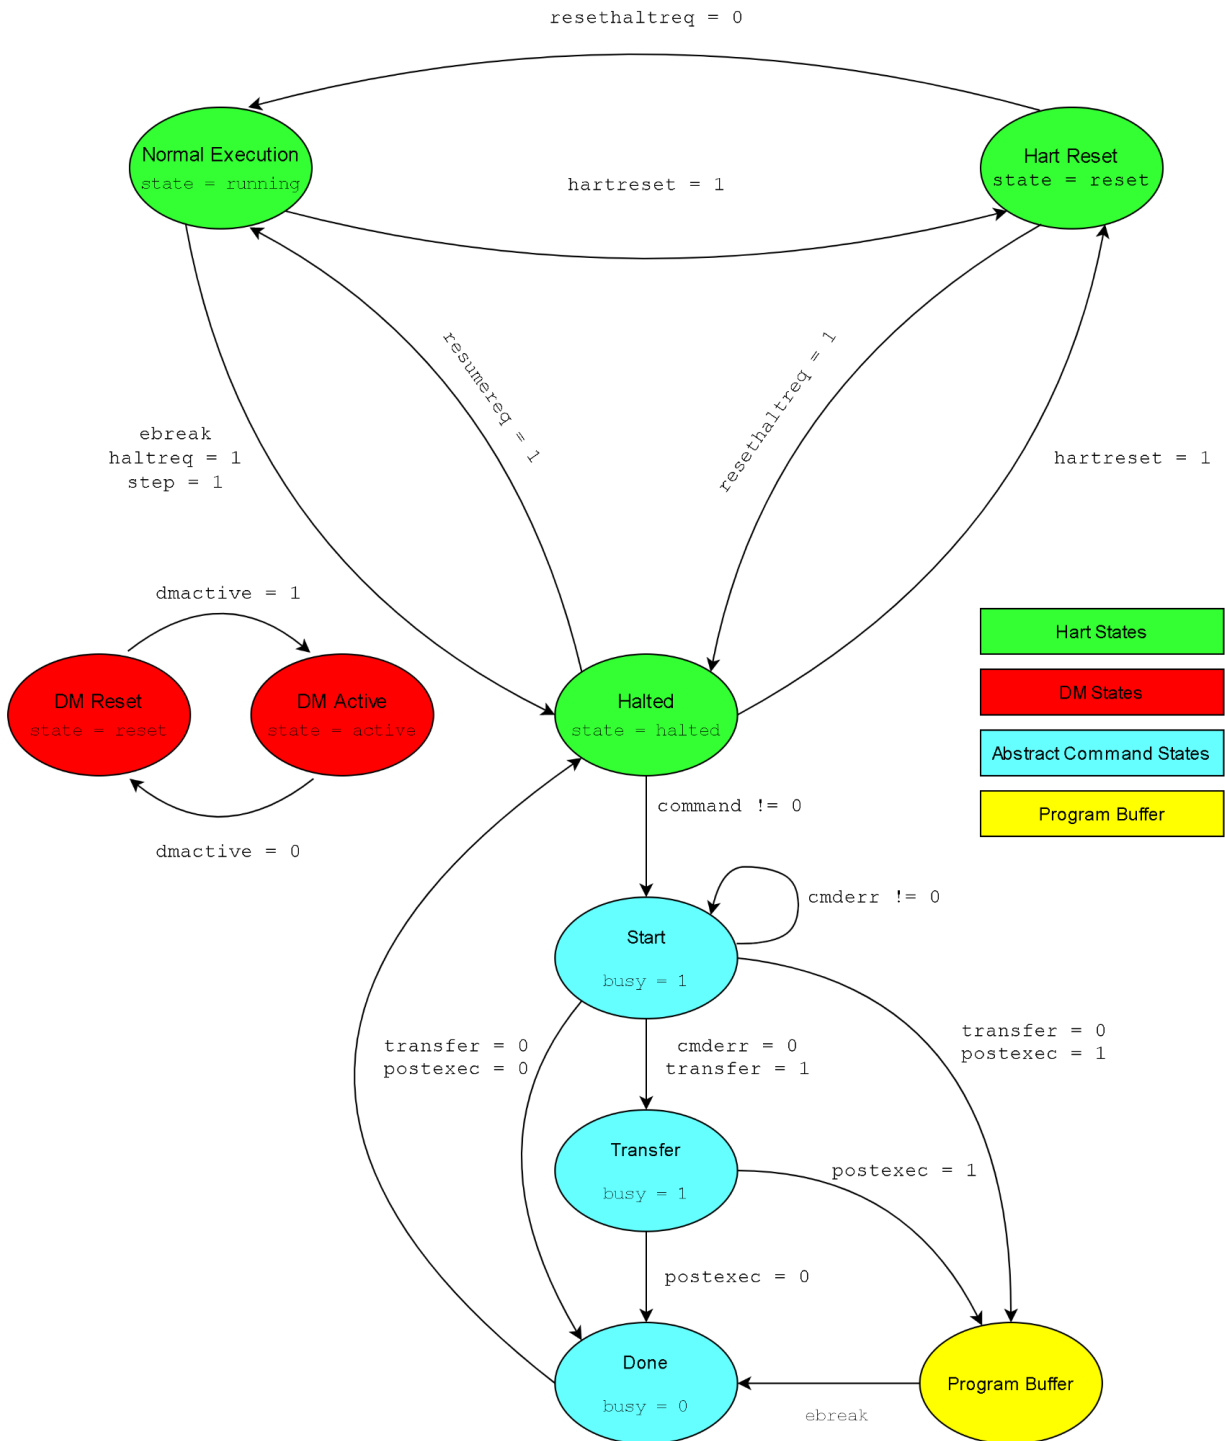 resethaltreq = 0
Normal Execution
state = running
Hart Reset
state = reset
hartreset = 1
resumereq = 1
resethaltreq = 1
ebreak
haltreq = 1
step = 1
hartreset = 1
dmactive = 1
DM Reset
state = reset
DM Active
state = active
dmactive = 0
Halted
state = halted
Hart States
DM States
Abstract Command States
Program Buffer
command != 0
cmderr != 0
Start
busy = 1
transfer = 0
postexec = 0
cmderr = 0
transfer = 1
transfer = 0
postexec = 1
Transfer
busy = 1
postexec = 1
postexec = 0
Done
busy = 0
Program Buffer
ebreak